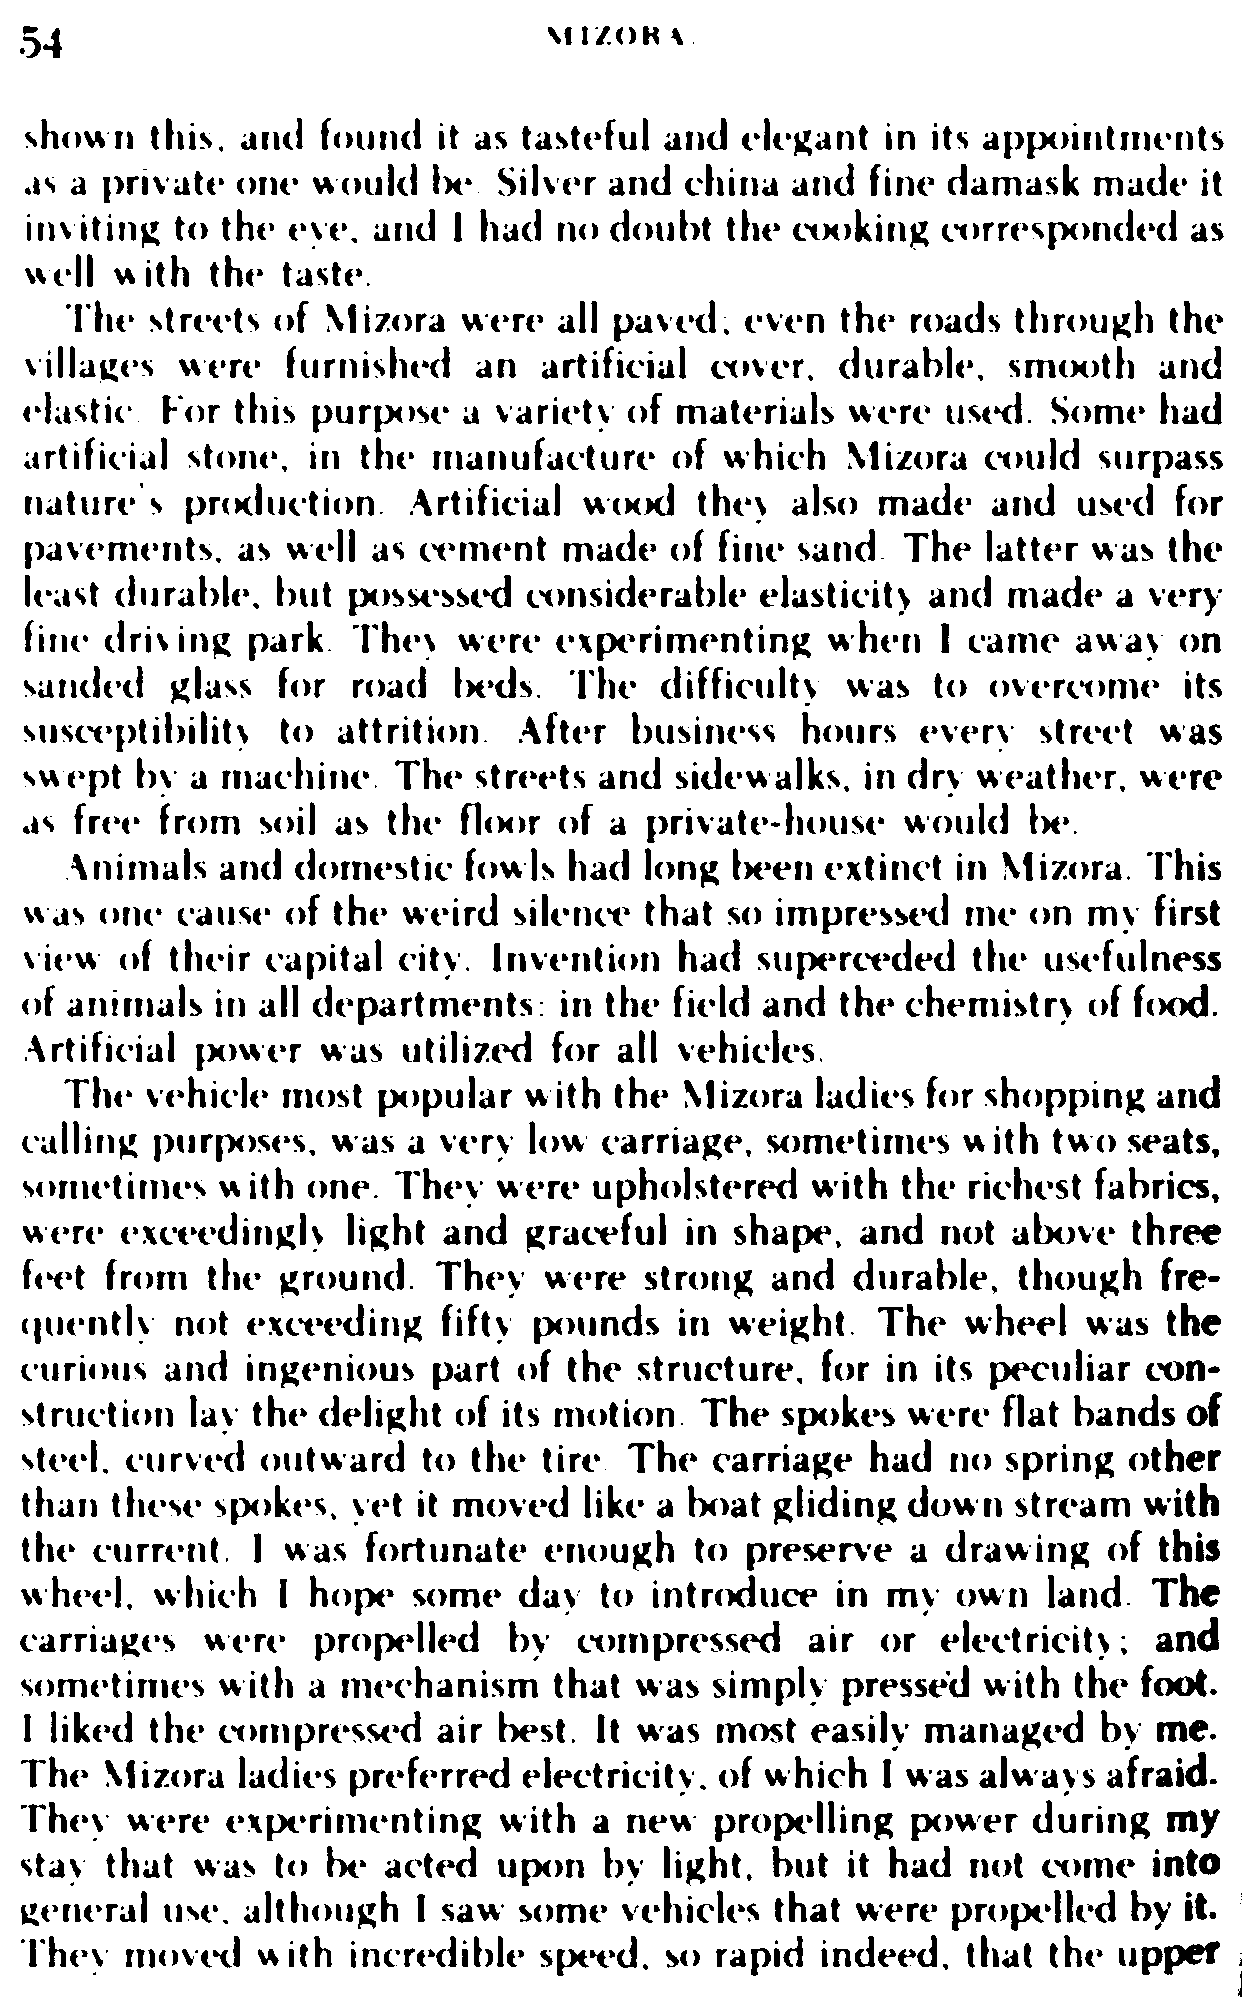 54 MIZORA
shown this, and found it as tasteful and elegant in its appointments
as a private one would be. Silver and china and fine damask made it
inviting to the eye, and I had no doubt the cooking corresponded as
well with the taste.
The streets of Mizora were all paved; even the roads through the
villages were furnished an artificial cover, durable, smooth and
elastic. For this purpose a variety of materials were used. Some had
artificial stone, in the manufacture of which Mizora could surpass
nature's production. Artificial wood they also made and used for
pavements, as well as cement made of fine sand. The latter was the
least durable, but possessed considerable elasticity and made a very
fine driving park. They were experimenting when I came away on
sanded glass for road beds. The difficulty was to overcome its
susceptibility to attrition. After business hours every street was
swept by a machine. The streets and sidewalks, in dry weather, were
as free from soil as the floor of a private-house would be.
Animals and domestic fowls had long been extinct in Mizora. This
was one cause of the weird silence that so impressed me on my first
view of their capital city. Invention had superceded the usefulness
of animals in all departments: in the field and the chemistry of food.
Artificial power was utilized for all vehicles.
The vehicle most popular with the Mizora ladies for shopping and
calling purposes, was a very low carriage, sometimes with two seats,
sometimes with one. They were upholstered with the richest fabrics,
were exceedingly light and graceful in shape, and not above three
feet from the ground. They were strong and durable, though fre-
quently not exceeding fifty pounds in weight. The wheel was the
curious and ingenious part of the structure, for in its peculiar con-
struction lay the delight of its motion. The spokes were flat bands of
steel, curved outward to the tire. The carriage had no spring other
than these spokes, yet it moved like a boat gliding down stream with
the current. I was fortunate enough to preserve a drawing of this
wheel, which I hope some day to introduce in my own land. The
carriages were propelled by compressed air or electricity; and
sometimes with a mechanism that was simply pressed with the foot.
I liked the compressed air best. It was most easily managed by me.
The Mizora ladies preferred electricity, of which I was always afraid.
They were experimenting with a new propelling power during my
stay that was to be acted upon by light, but it had not come into
general use, although I saw some vehicles that were propelled by it.
They moved with incredible speed, so rapid indeed, that the upper